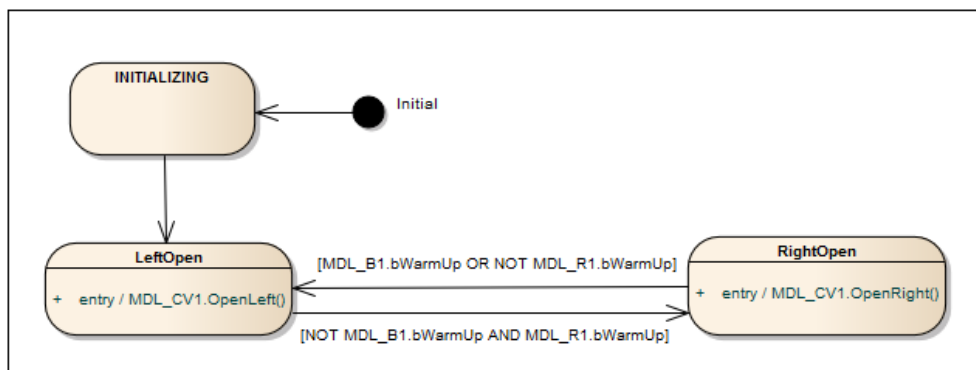 INITIALIZING
Initial
LeftOpen
+ entry / MDL_CV1.OpenLeft()
[MDL_B1.bWarmUp OR NOT MDL_R1.bWarmUp]
[NOT MDL_B1.bWarmUp AND MDL_R1.bWarmUp]
RightOpen
+ entry / MDL_CV1.OpenRight()